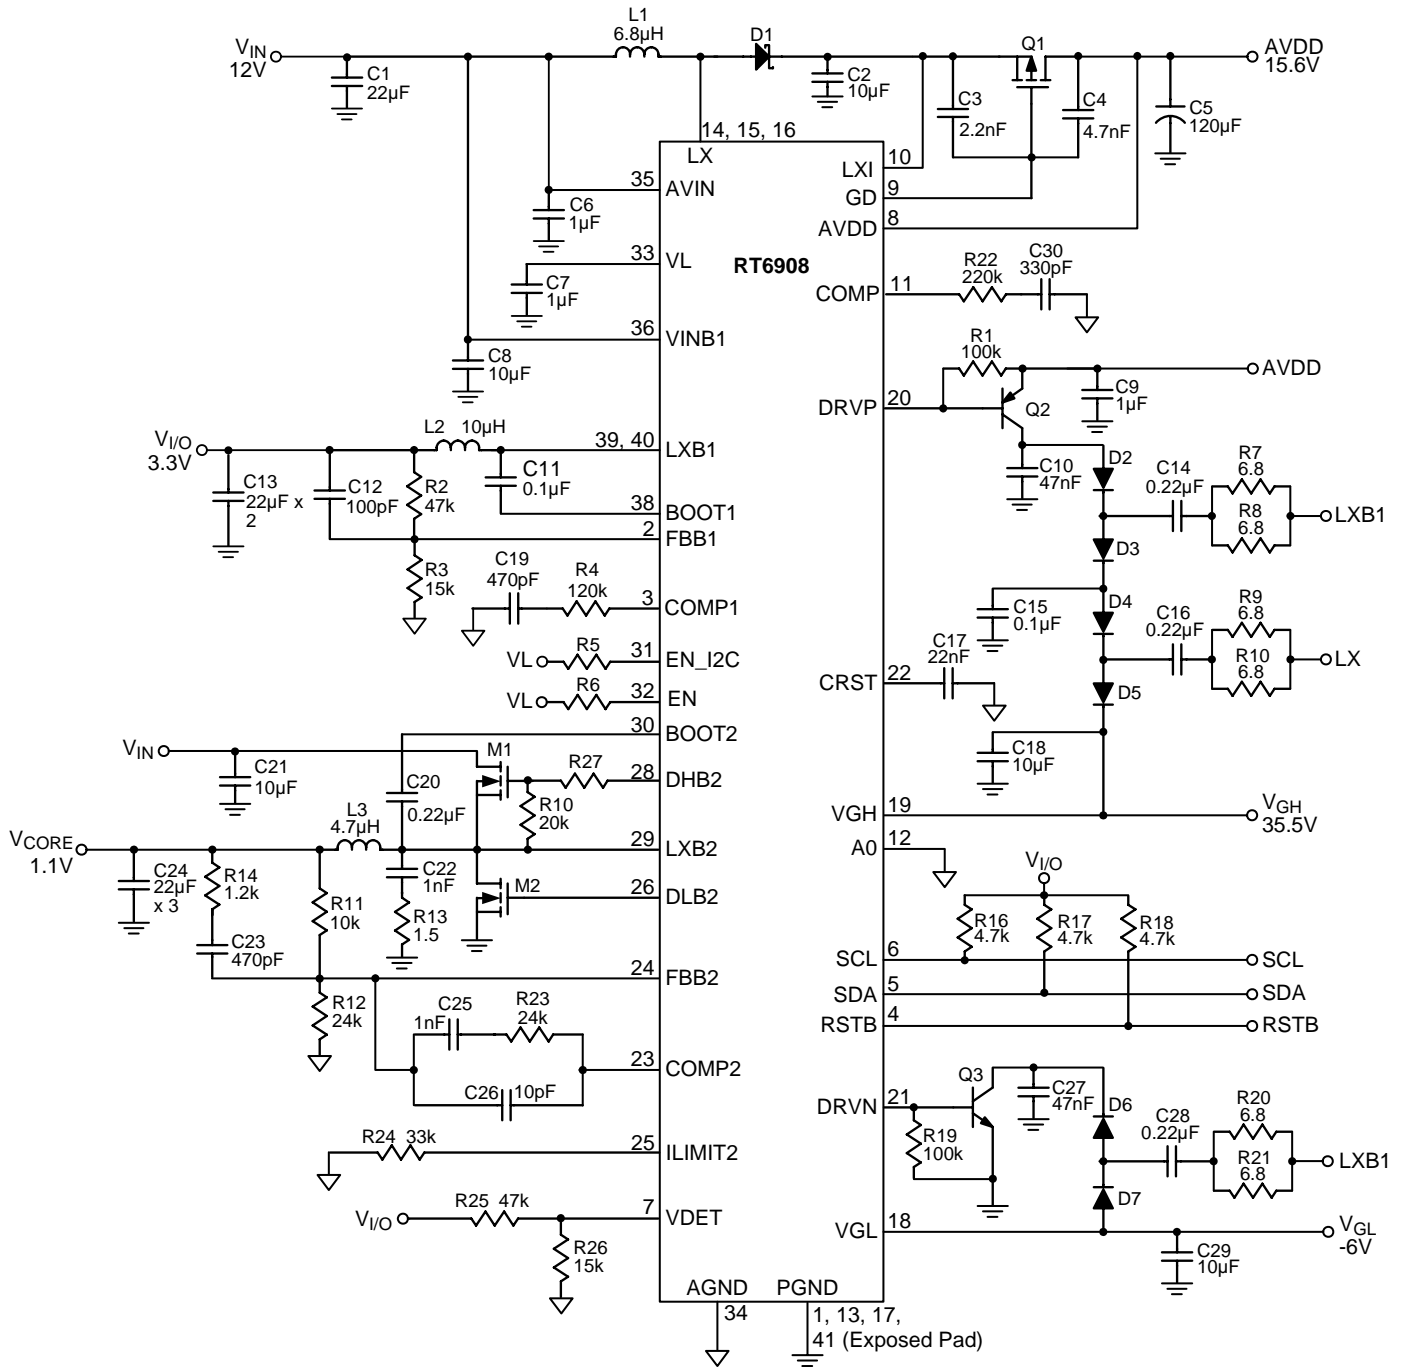 L1
6.8µH
D1
Q1
VIN
12V
AVDD
15.6V
C1
22µF
C2
10µF
C3
2.2nF
C4
4.7nF
C5
120µF
14, 15, 16
LX
10
LXI
9
GD
8
AVDD
35
AVIN
C6
1µF
RT6908
33
VL
C7
1µF
R22
220k
C30
330pF
11
COMP
36
VINB1
C8
10µF
R1
100k
AVDD
20
DRVP
Q2
C9
1µF
L2 10µH
VI/O
3.3V
39, 40
LXB1
C10
47nF
D2
C14
0.22µF
R7
6.8
R8
6.8
LXB1
C13
22µF x
2
C12
100pF
R2
47k
C11
0.1µF
38
BOOT1
2
FBB1
D3
R3
15k
C19
470pF
R4
120k
3
COMP1
C15
0.1µF
D4
C16
0.22µF
R9
6.8
R10
6.8
LX
VL
R5
31
EN_I2C
C17
22nF
22
CRST
D5
VL
R6
32
EN
30
BOOT2
VIN
C21
10µF
M1
R27
28
DHB2
C18
10µF
C20
0.22µF
R10
20k
19
VGH
VGH
35.5V
L3
4.7µH
VCORE
1.1V
29
LXB2
12
A0
C24
22µF
x 3
R14
1.2k
R11
10k
C22
1nF
R13
1.5
M2
26
DLB2
VI/O
R16
4.7k
R17
4.7k
R18
4.7k
C23
470pF
24
FBB2
6
SCL
SCL
5
SDA
SDA
4
RSTB
RSTB
R12
24k
C25
1nF
R23
24k
23
COMP2
C26
10pF
21
DRVN
Q3
C27
47nF
D6
C28
0.22µF
R20
6.8
R21
6.8
LXB1
R19
100k
R24 33k
25
ILIMIT2
D7
VI/O
R25 47k
7
VDET
18
VGL
VGL
-6V
R26
15k
C29
10µF
AGND
PGND
34
1, 13, 17,
41 (Exposed Pad)